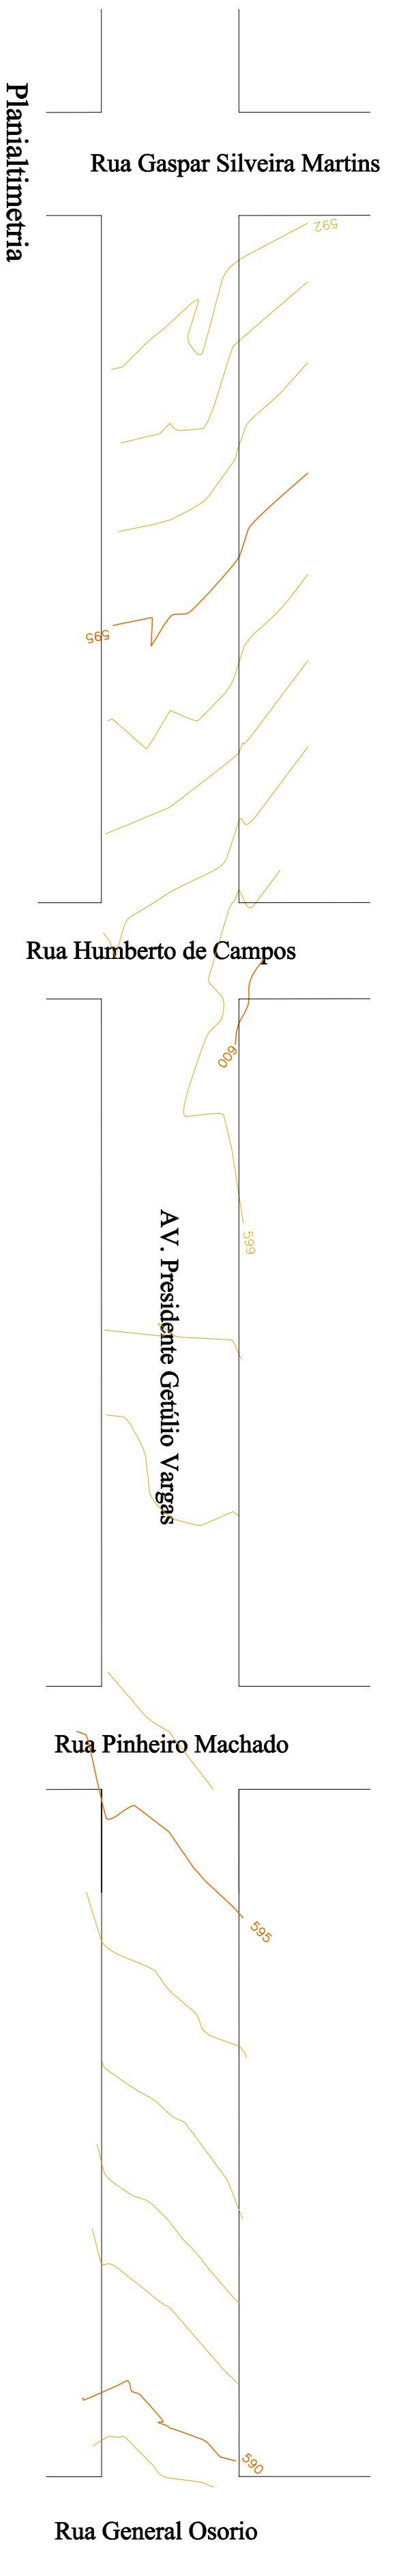 Planialtimetria
Rua Gaspar Silveira Martins
592
595
Rua Humberto de Campos
600
599
AV. Presidente Getúlio Vargas
Rua Pinheiro Machado
595
590
Rua General Osorio